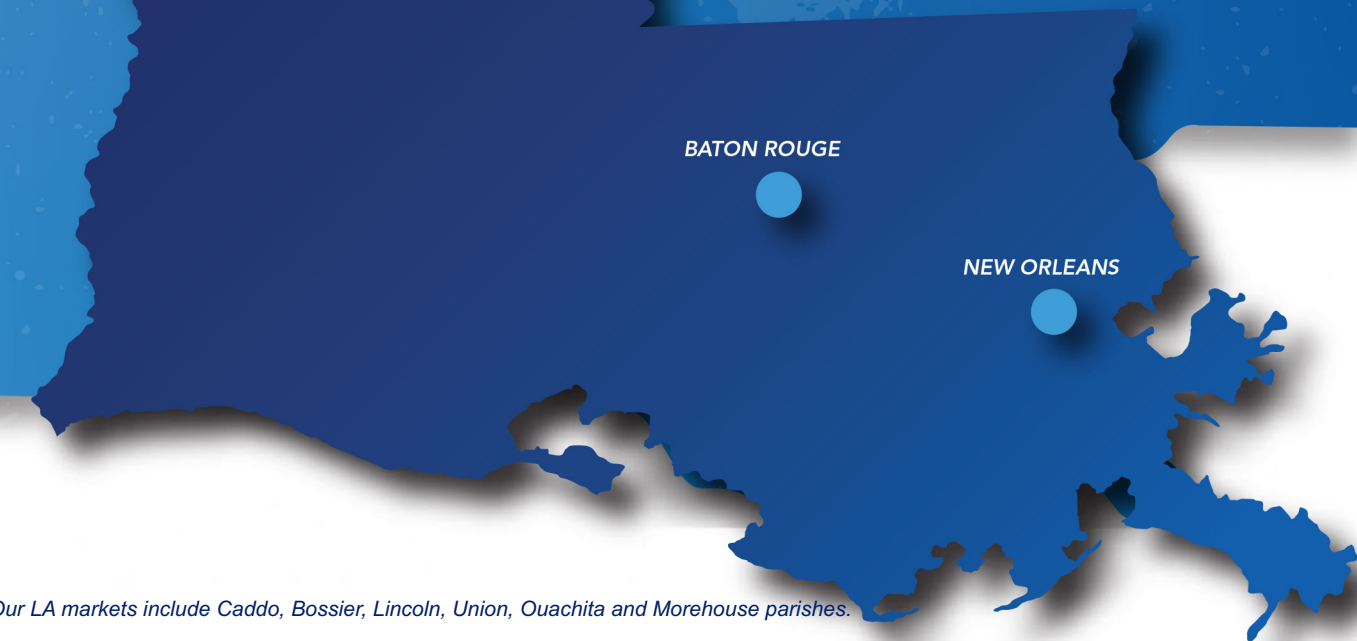 BATON ROUGE
NEW ORLEANS
Our LA markets include Caddo, Bossier, Lincoln, Union, Ouachita and Morehouse parishes.